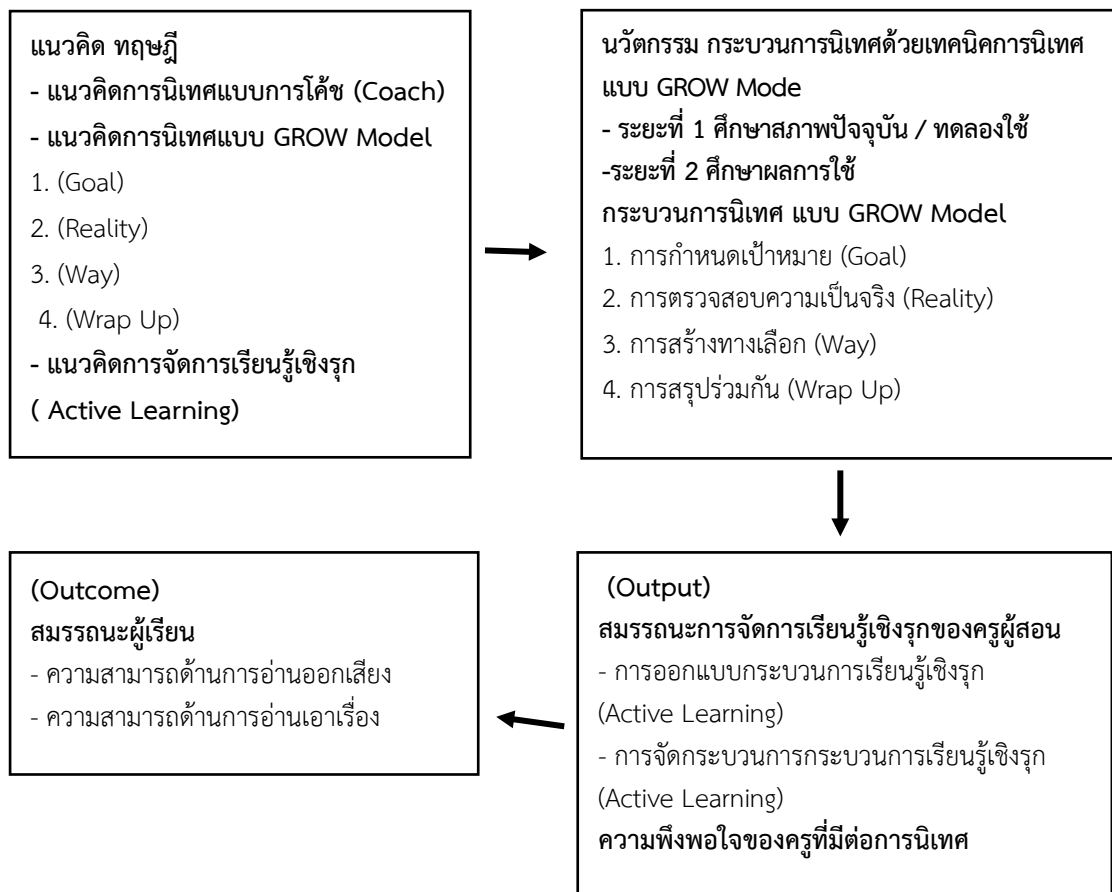 แนวคิด ทฤษฎี
- แนวคิดการนิเทศแบบการโค้ช (Coach)
- แนวคิดการนิเทศแบบ GROW Model
1. (Goal)
2. (Reality)
3. (Way)
4. (Wrap Up)
- แนวคิดการจัดการเรียนรู้เชิงรุก
( Active Learning)
นวัตกรรม กระบวนการนิเทศด้วยเทคนิคการนิเทศ
แบบ GROW Mode
- ระยะที่ 1 ศึกษาสภาพปัจจุบัน / ทดลองใช้
-ระยะที่ 2 ศึกษาผลการใช้
กระบวนการนิเทศ แบบ GROW Model
1. การกำหนดเป้าหมาย (Goal)
2. การตรวจสอบความเป็นจริง (Reality)
3. การสร้างทางเลือก (Way)
4. การสรุปร่วมกัน (Wrap Up)
(Output)
สมรรถนะการจัดการเรียนรู้เชิงรุกของครูผู้สอน
- การออกแบบกระบวนการเรียนรู้เชิงรุก
(Active Learning)
- การจัดกระบวนการกระบวนการเรียนรู้เชิงรุก
(Active Learning)
ความพึงพอใจของครูที่มีต่อการนิเทศ
(Outcome)
สมรรถนะผู้เรียน
- ความสามารถด้านการอ่านออกเสียง
- ความสามารถด้านการอ่านเอาเรื่อง